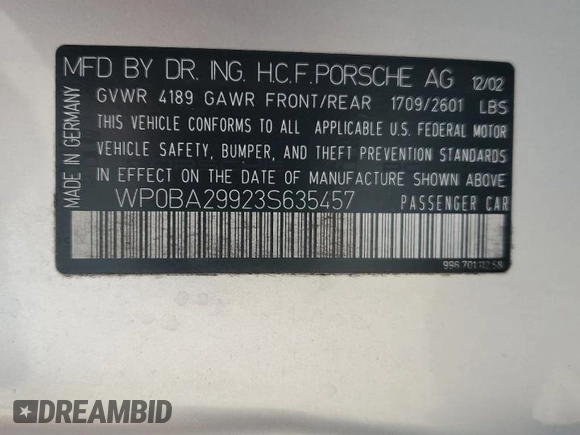 MFD BY DR. ING. H.C.F. PORSCHE AG 12/02
GVWR 4189 GAWR FRONT/REAR 1709/2601 LBS
THIS VEHICLE CONFORMS TO ALL APPLICABLE U.S. FEDERAL MOTOR
VEHICLE SAFETY, BUMPER, AND THEFT PREVENTION STANDARDS
IN EFFECT ON THE DATE OF MANUFACTURE SHOWN ABOVE
WP0BA29923S635457 PASSENGER CAR
MADE IN GERMANY
DREAMBID